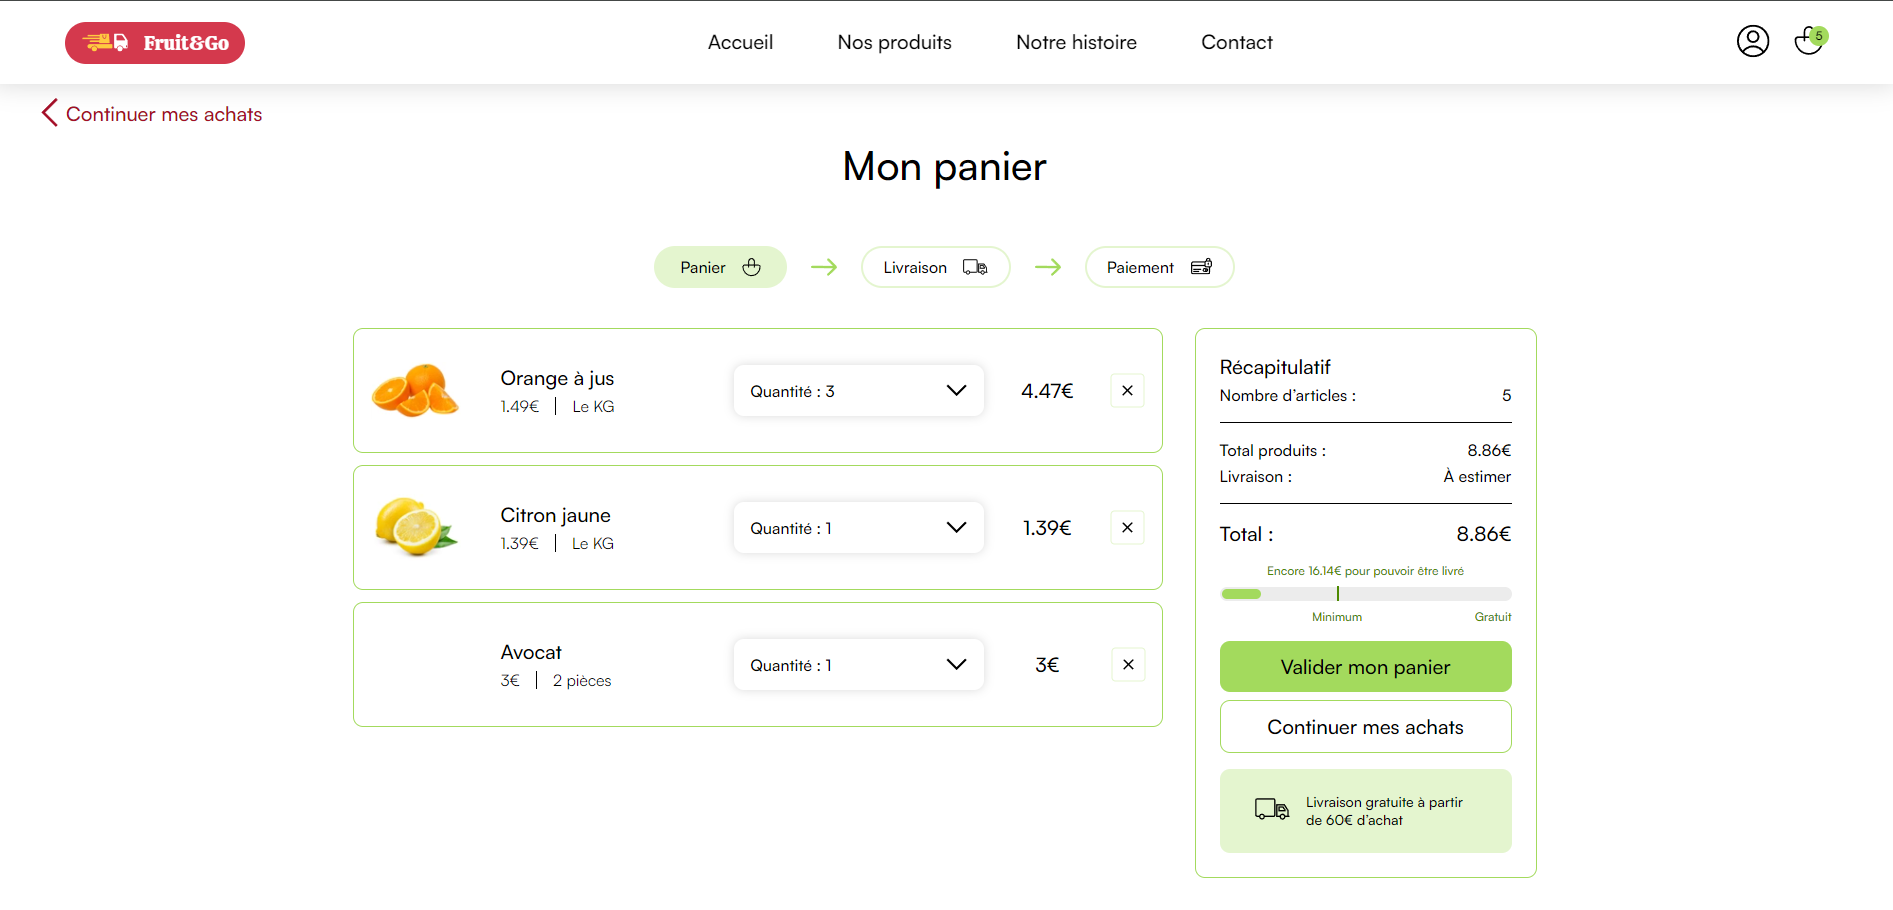 Fruit&Go
Accueil
Nos produits
Notre histoire
Contact
5
Continuer mes achats
Mon panier
Panier
Livraison
Paiement
Orange à jus
1.49€ | Le KG
Quantité : 3
4.47€
Citron jaune
1.39€ | Le KG
Quantité : 1
1.39€
Avocat
3€ | 2 pièces
Quantité : 1
3€
Récapitulatif
Nombre d’articles : 5
Total produits : 8.86€
Livraison : À estimer
Total : 8.86€
Encore 16.14€ pour pouvoir être livré
Minimum
Gratuit
Valider mon panier
Continuer mes achats
Livraison gratuite à partir
de 60€ d’achat